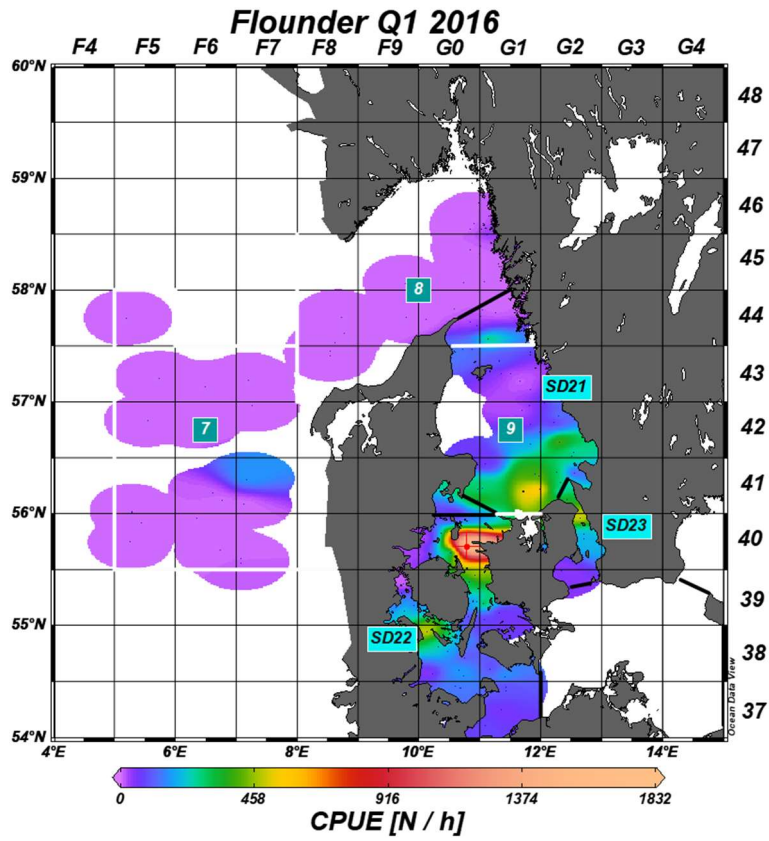 Flounder Q1 2016
F4 F5 F6 F7 F8 F9 G0 G1 G2 G3 G4
60°N
48
47
59°N
46
45
58°N
8
44
43
SD21
57°N
7
9
42
41
56°N
SD23
40
39
55°N
SD22
38
37
54°N
4°E 6°E 8°E 10°E 12°E 14°E
Ocean Data View
0 458 916 1374 1832
CPUE [N / h]